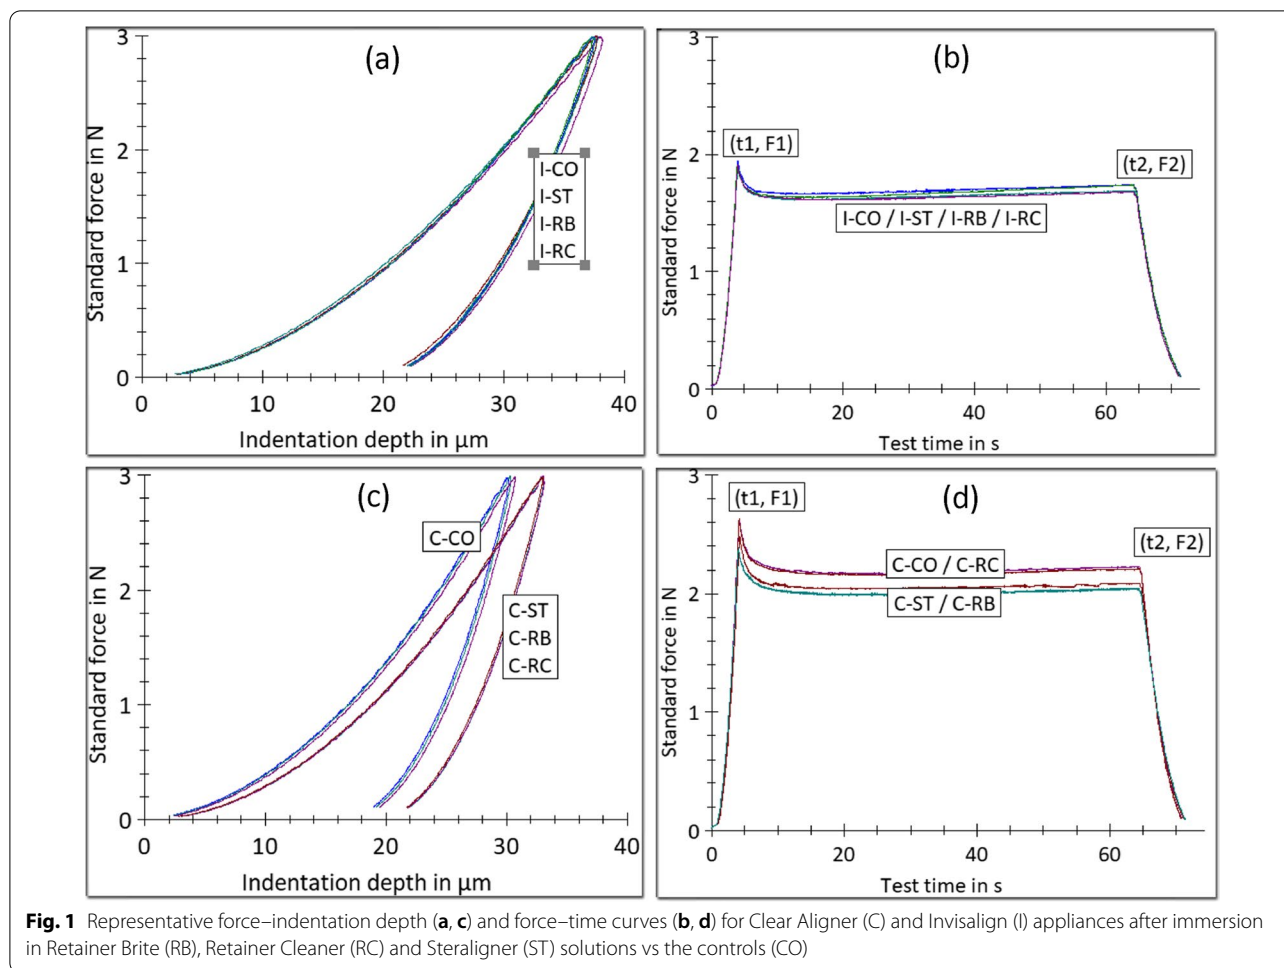 (a)
Standard force in N
3
2
1
0
0 10 20 30 40
Indentation depth in µm
I-CO
I-ST
I-RB
I-RC
(b)
Standard force in N
3
2
1
0
0 20 40 60
Test time in s
(t1, F1)
(t2, F2)
I-CO / I-ST / I-RB / I-RC
(c)
Standard force in N
3
2
1
0
0 10 20 30 40
Indentation depth in µm
C-CO
C-ST
C-RB
C-RC
(d)
Standard force in N
3
2
1
0
0 20 40 60
Test time in s
(t1, F1)
(t2, F2)
C-CO / C-RC
C-ST / C-RB
Fig. 1 Representative force–indentation depth (a, c) and force–time curves (b, d) for Clear Aligner (C) and Invisalign (I) appliances after immersion
in Retainer Brite (RB), Retainer Cleaner (RC) and Steraligner (ST) solutions vs the controls (CO)